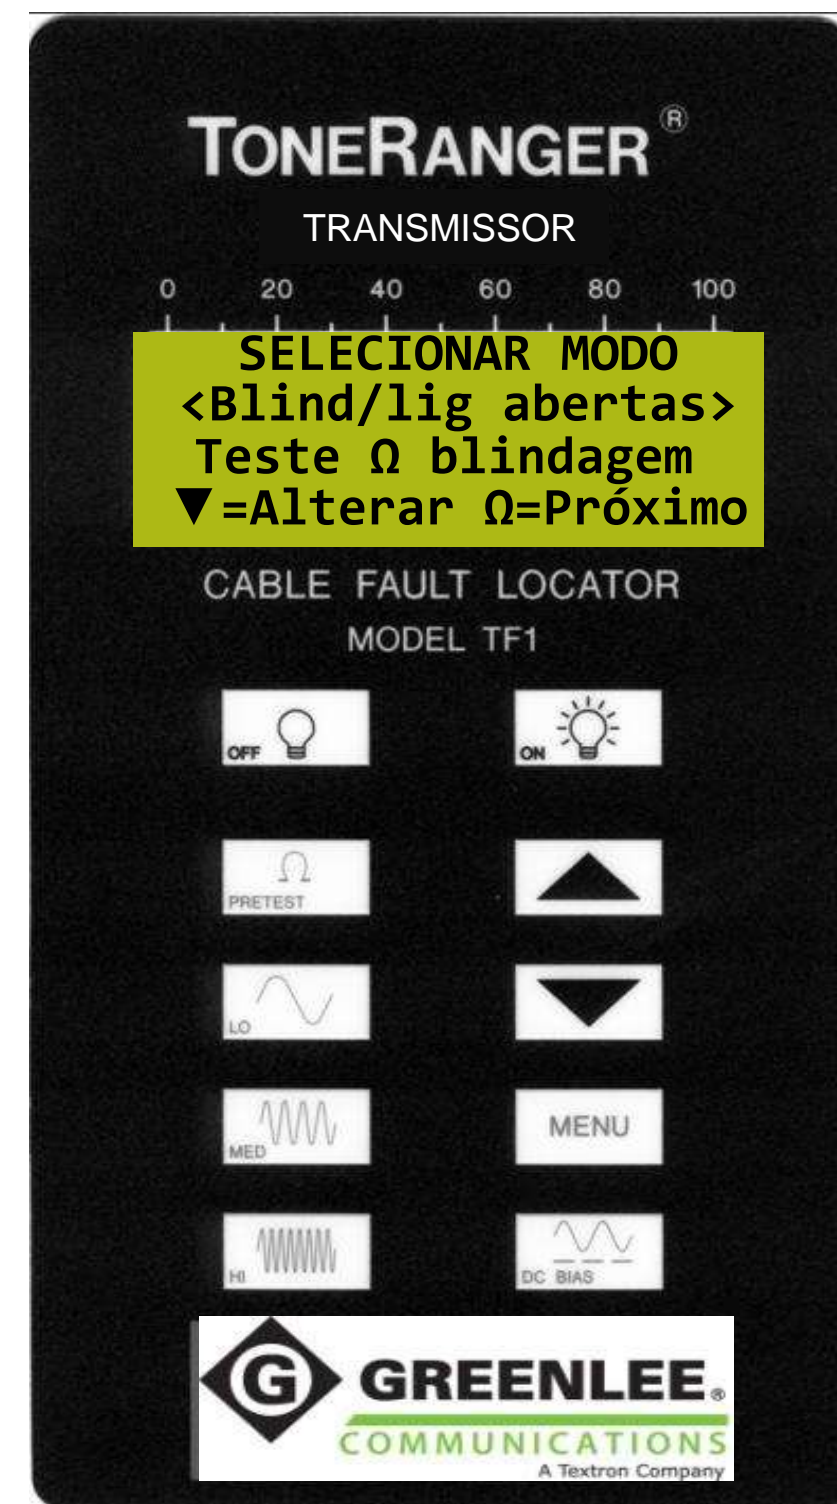 TONERANGER®
TRANSMISSOR
0 20 40 60 80 100
SELECIONAR MODO
<Blind/lig abertas>
Teste Ω blindagem
▼=Alterar Ω=Próximo
CABLE FAULT LOCATOR
MODEL TF1
OFF ON
Ω
PRETEST
LO
MED MENU
HI DC BIAS
G GREENLEE®
COMMUNICATIONS
A Textron Company